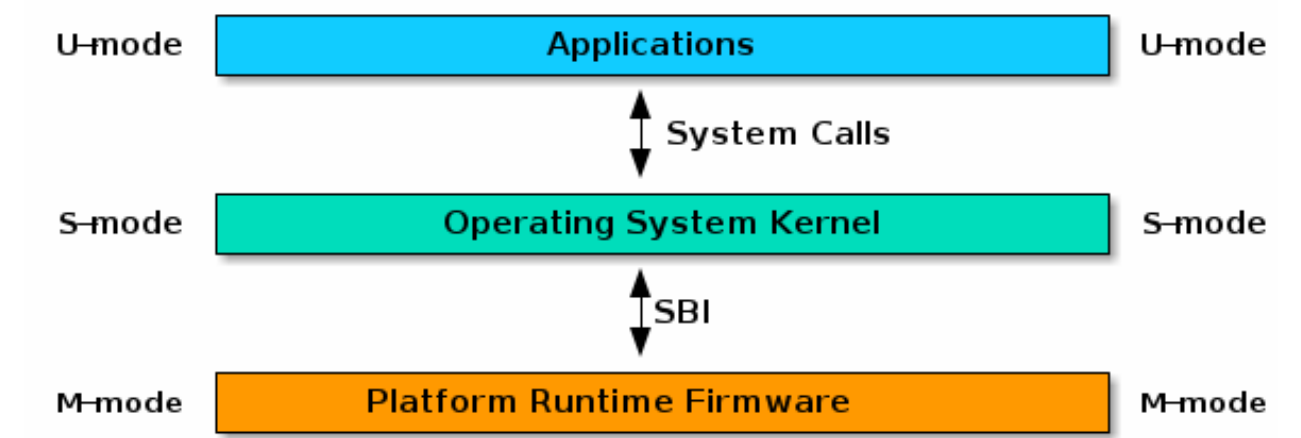 U-mode Applications U-mode
System Calls
S-mode Operating System Kernel S-mode
SBI
M-mode Platform Runtime Firmware M-mode